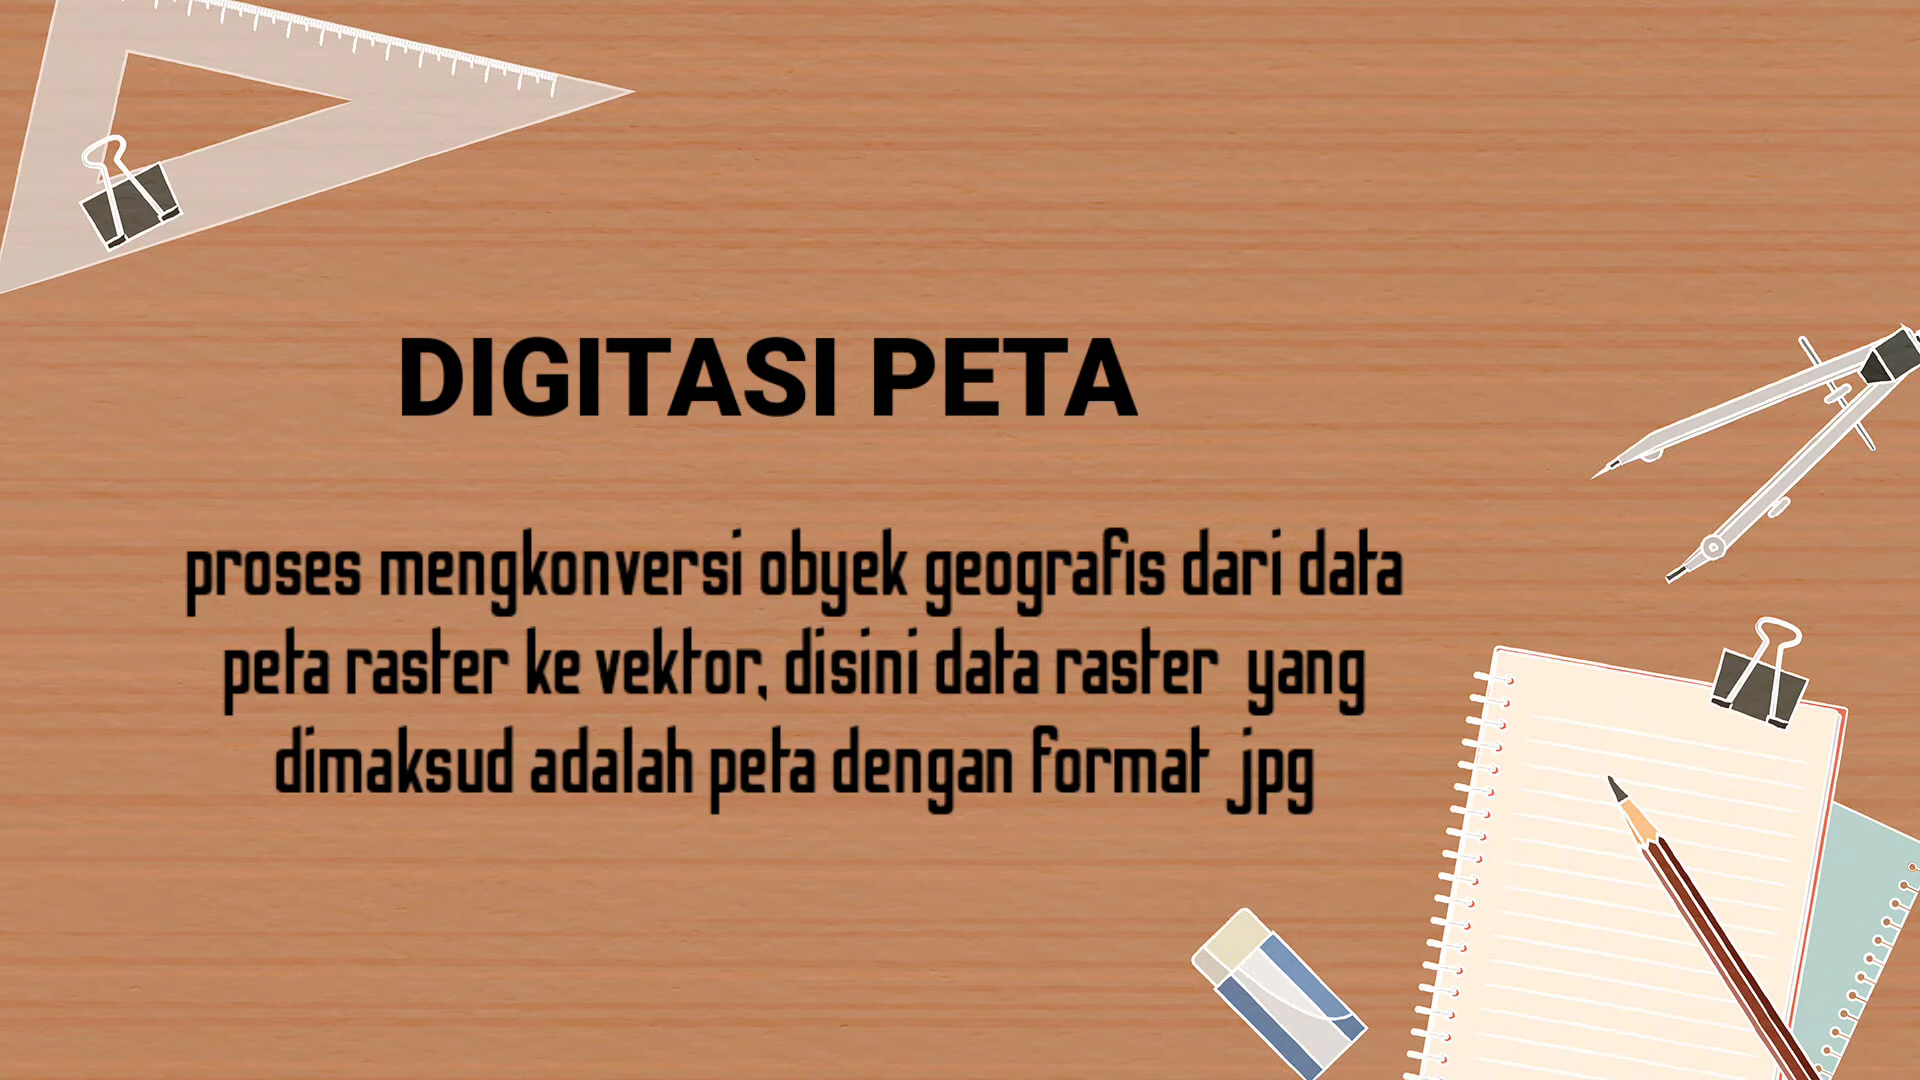 DIGITASI PETA
proses mengkonversi obyek geografis dari data
peta raster ke vektor, disini data raster yang
dimaksud adalah peta dengan format jpg